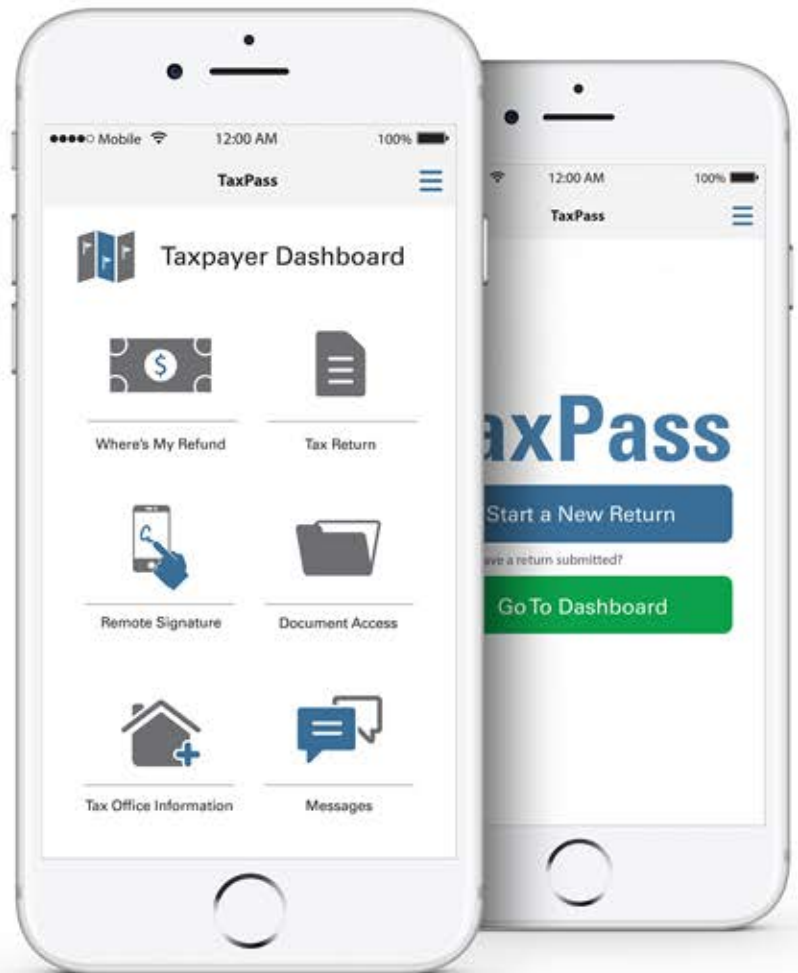 Mobile 12:00 AM 100%
TaxPass
Taxpayer Dashboard
$
Where's My Refund Tax Return
Remote Signature Document Access
Tax Office Information Messages
12:00 AM 100%
TaxPass
axPass
Start a New Return
ave a return submitted?
Go To Dashboard